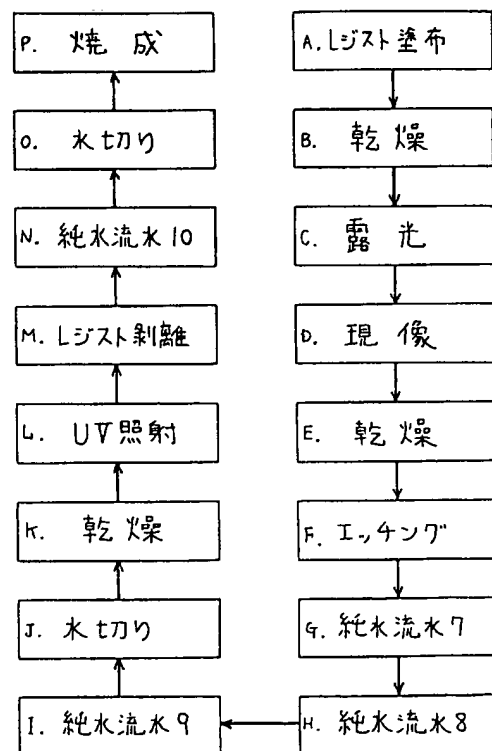 A. レジスト塗布
B. 乾燥
C. 露光
D. 現像
E. 乾燥
F. エッチング
G. 純水流水7
H. 純水流水8
I. 純水流水9
J. 水切り
K. 乾燥
L. UV照射
M. レジスト剥離
N. 純水流水10
O. 水切り
P. 焼成